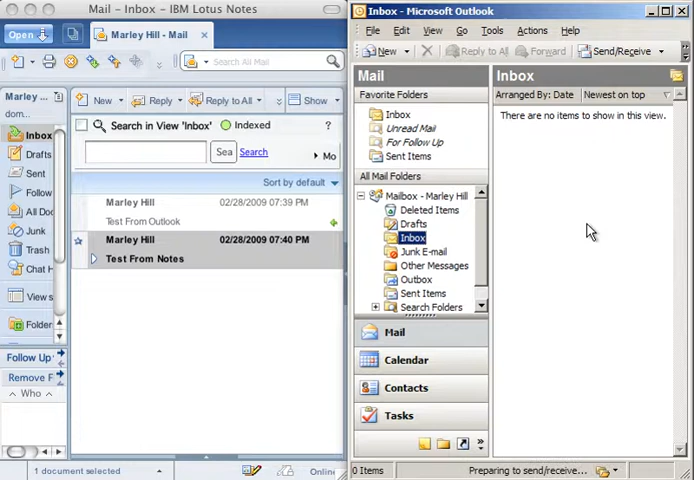 Mail - Inbox - IBM Lotus Notes
Open
Marley Hill - Mail
Search All Mail
Marley ...
dom...
Inbox
Drafts
Sent
Follow
All Doc
Junk
Trash
Chat H
View s
Folder
Follow Up
Remove F
Who
New
Reply
Reply to All
Show
Search in View 'Inbox'
Indexed
?
Sea
Search
Mo
Sort by default
Marley Hill 02/28/2009 07:39 PM
Test From Outlook
Marley Hill 02/28/2009 07:40 PM
Test From Notes
1 document selected
Online
Inbox - Microsoft Outlook
File Edit View Go Tools Actions Help
New
Reply to All
Forward
Send/Receive
Mail
Favorite Folders
Inbox
Unread Mail
For Follow Up
Sent Items
All Mail Folders
Mailbox - Marley Hill
Deleted Items
Drafts
Inbox
Junk E-mail
Other Messages
Outbox
Sent Items
Search Folders
Mail
Calendar
Contacts
Tasks
Inbox
Arranged By: Date Newest on top
There are no items to show in this view.
0 Items
Preparing to send/receive...